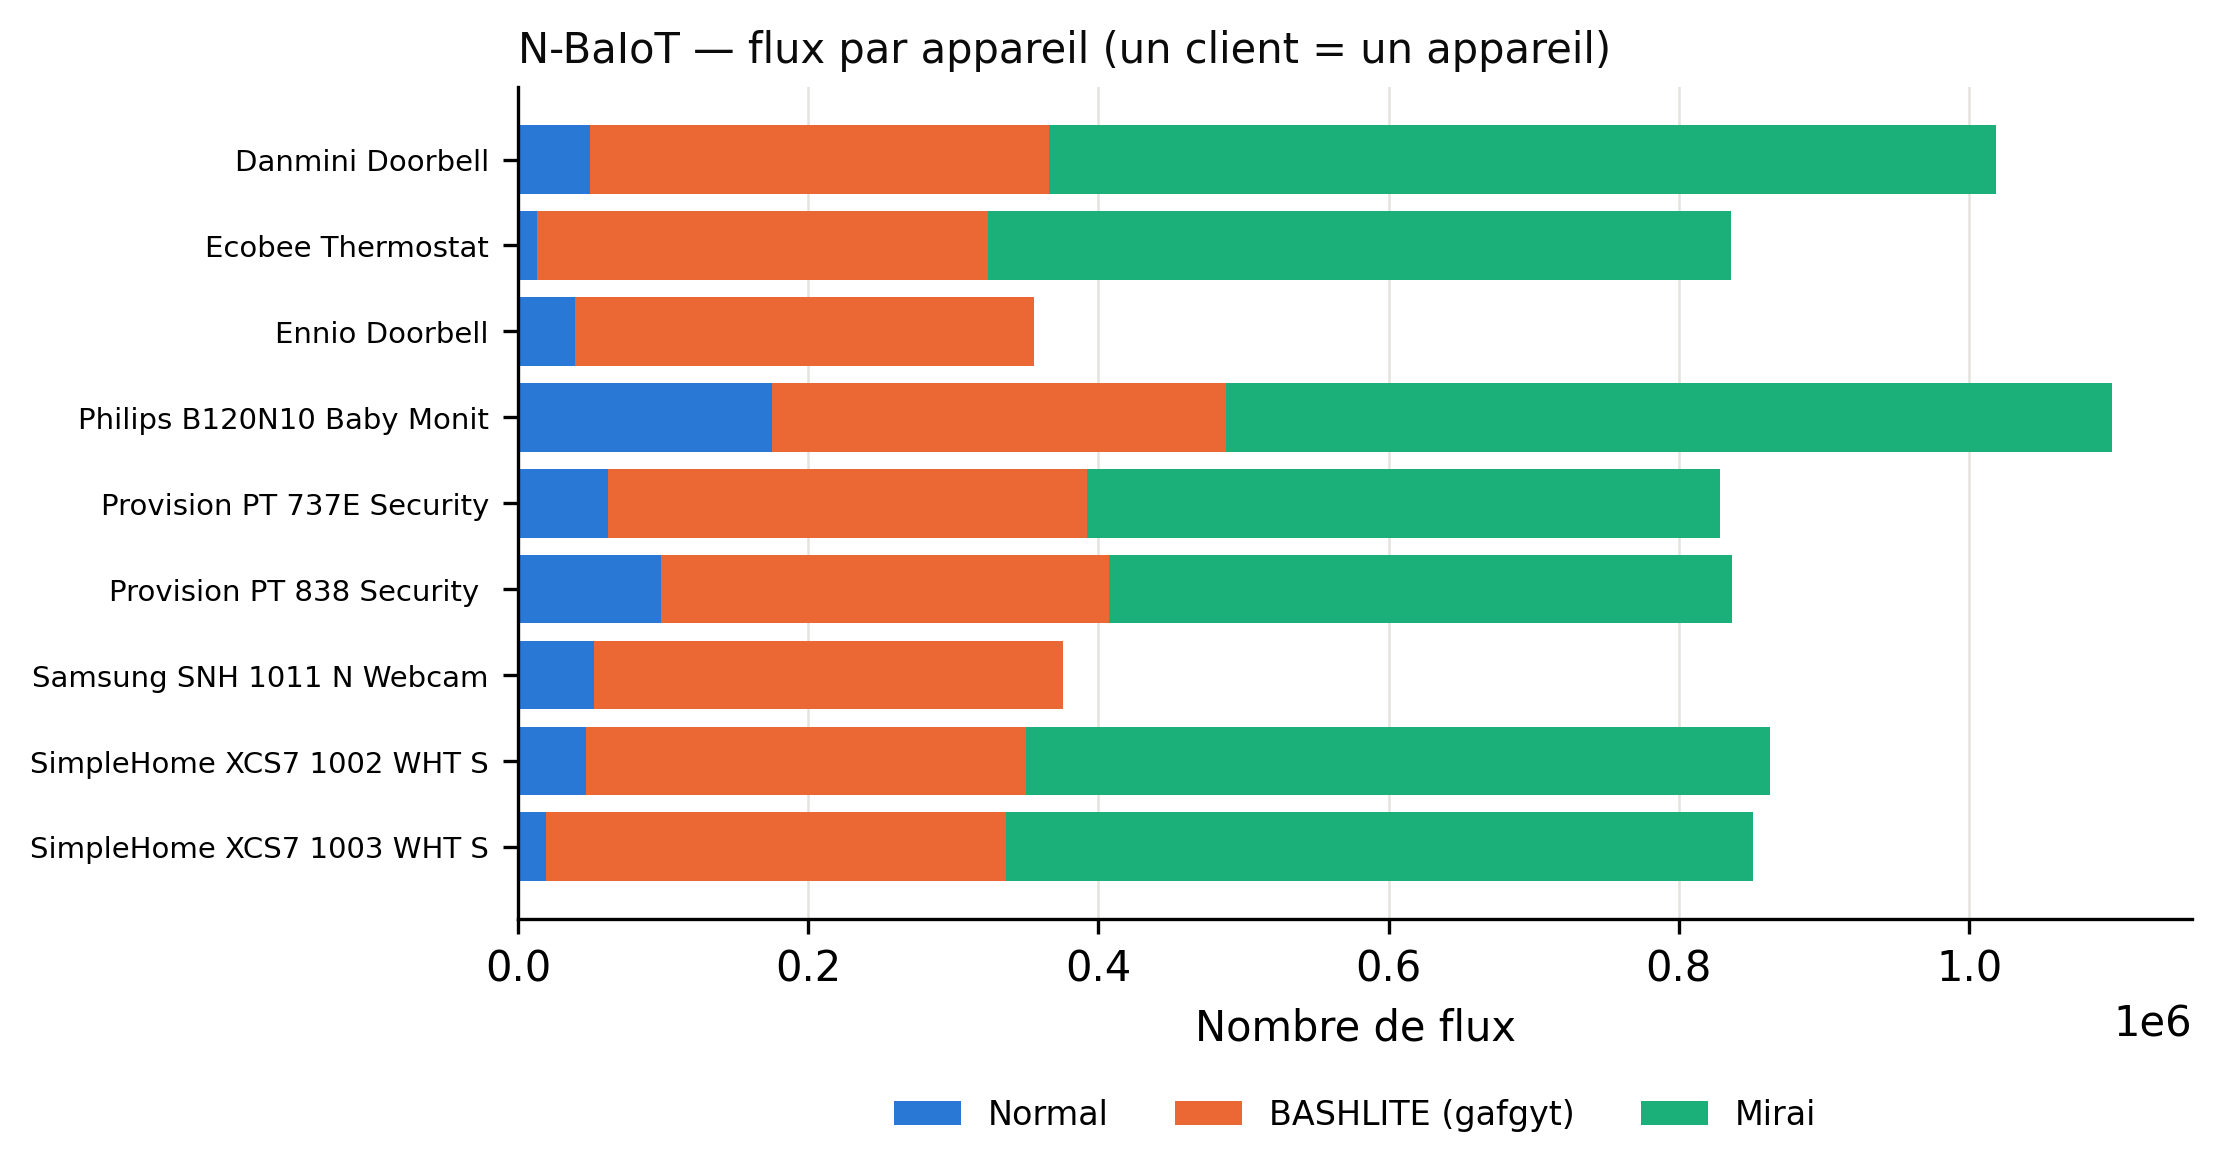 N-BaIoT — flux par appareil (un client = un appareil)
Danmini Doorbell
Ecobee Thermostat
Ennio Doorbell
Philips B120N10 Baby Monit
Provision PT 737E Security
Provision PT 838 Security
Samsung SNH 1011 N Webcam
SimpleHome XCS7 1002 WHT S
SimpleHome XCS7 1003 WHT S
0.0 0.2 0.4 0.6 0.8 1.0
1e6
Nombre de flux
Normal BASHLITE (gafgyt) Mirai